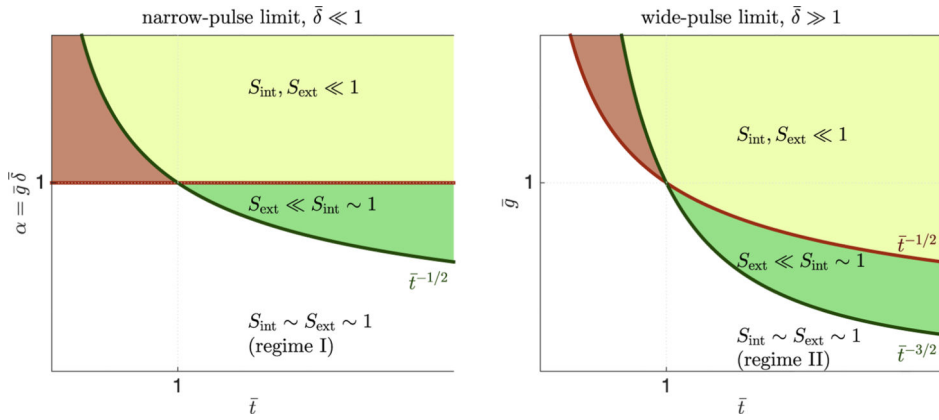 narrow-pulse limit, δ̄ ≪ 1
α = ḡ δ̄
1
S_int, S_ext ≪ 1
S_ext ≪ S_int ∼ 1
t̄^{-1/2}
S_int ∼ S_ext ∼ 1
(regime I)
1
t̄
wide-pulse limit, δ̄ ≫ 1
ḡ
1
S_int, S_ext ≪ 1
t̄^{-1/2}
S_ext ≪ S_int ∼ 1
S_int ∼ S_ext ∼ 1
(regime II)
t̄^{-3/2}
1
t̄